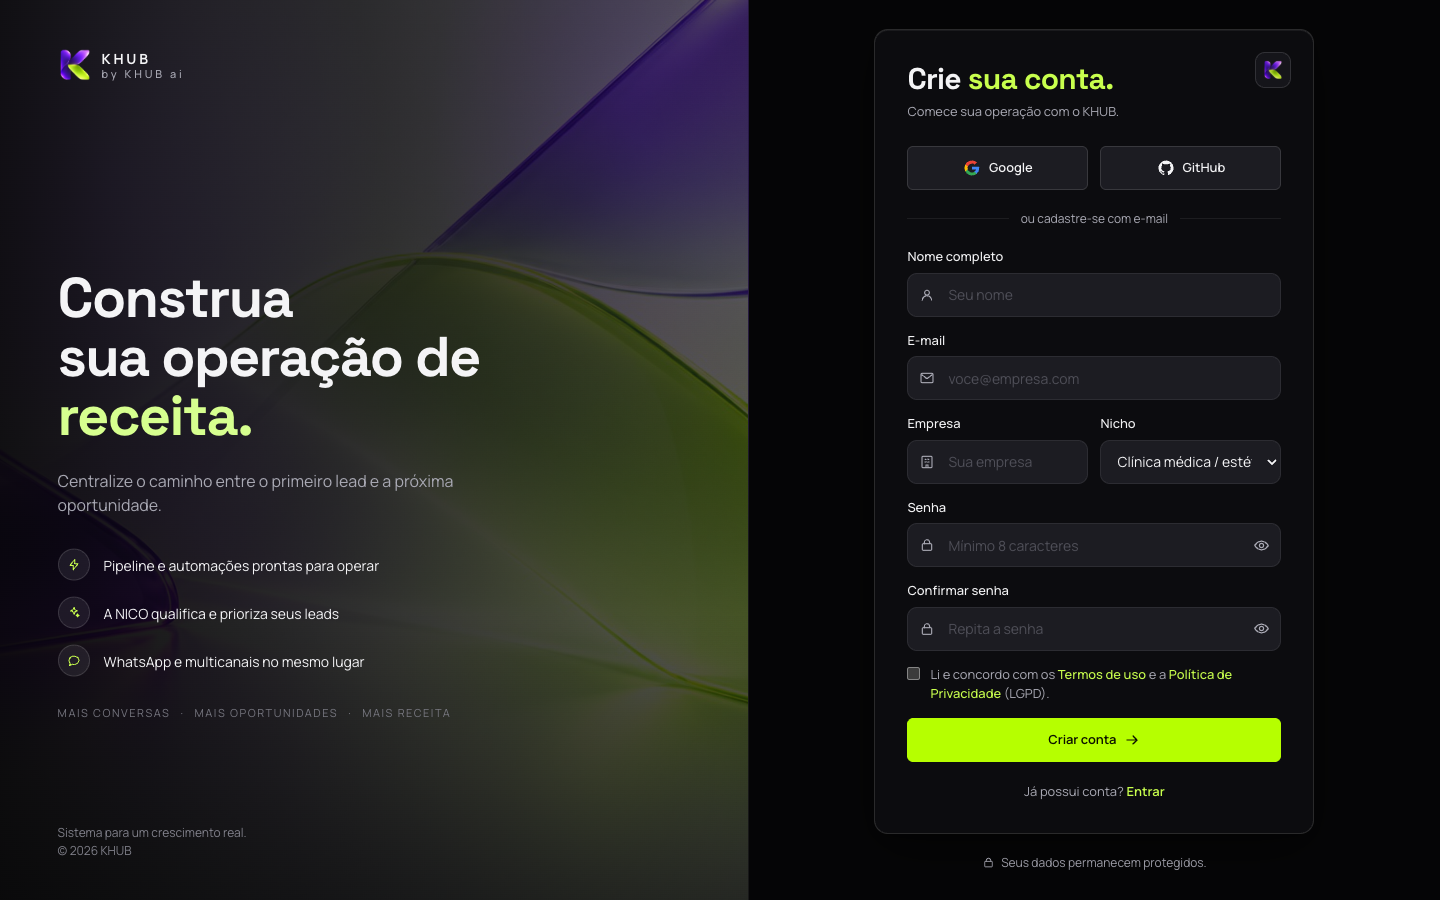 KHUB
by KHUB ai
Construa
sua operação de
receita.
Centralize o caminho entre o primeiro lead e a próxima
oportunidade.
Pipeline e automações prontas para operar
A NICO qualifica e prioriza seus leads
WhatsApp e multicanais no mesmo lugar
MAIS CONVERSAS · MAIS OPORTUNIDADES · MAIS RECEITA
Sistema para um crescimento real.
© 2026 KHUB
Crie sua conta.
Comece sua operação com o KHUB.
Google
GitHub
ou cadastre-se com e-mail
Nome completo
Seu nome
E-mail
voce@empresa.com
Empresa
Nicho
Sua empresa
Clínica médica / esté
Senha
Mínimo 8 caracteres
Confirmar senha
Repita a senha
Li e concordo com os Termos de uso e a Política de
Privacidade (LGPD).
Criar conta
Já possui conta? Entrar
Seus dados permanecem protegidos.